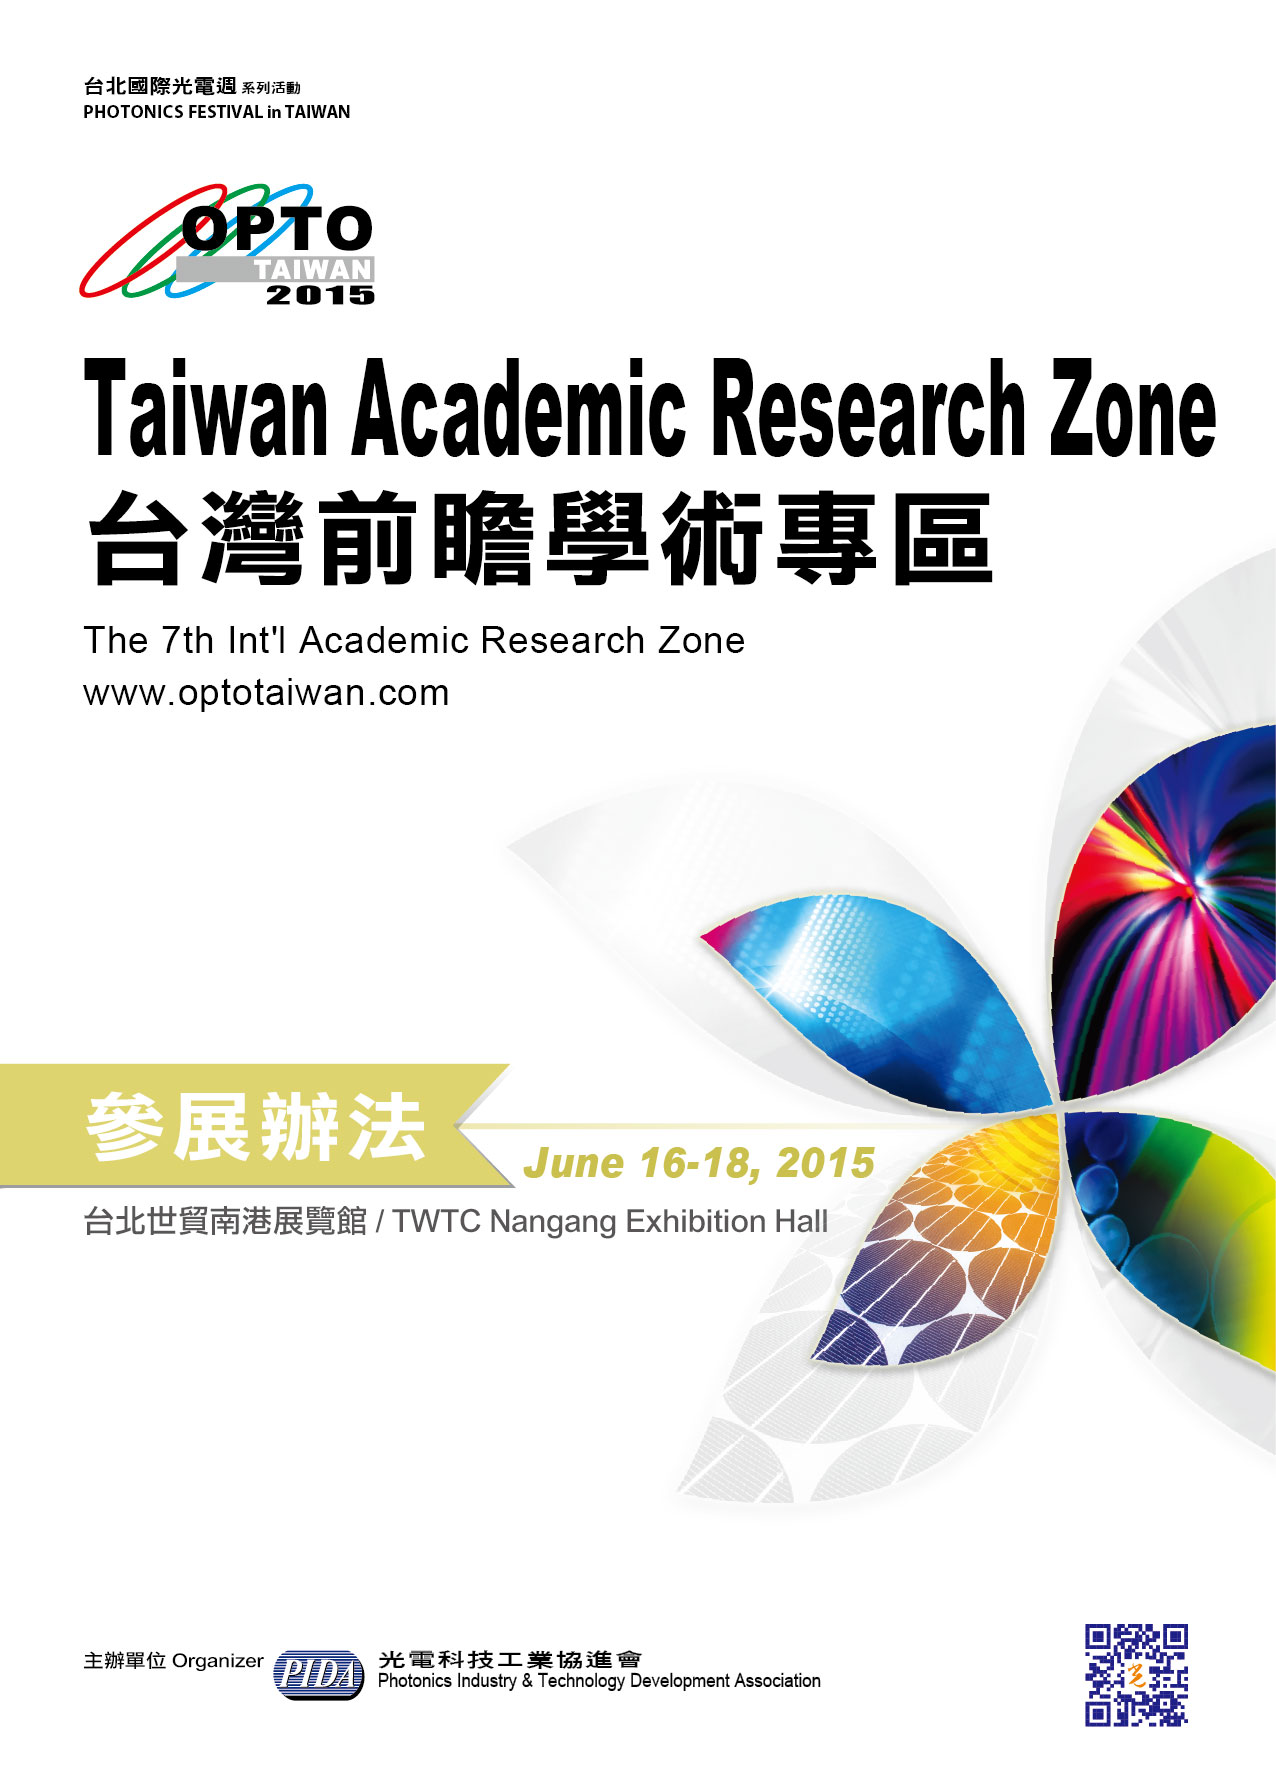 台北國際光電週 系列活動
PHOTONICS FESTIVAL in TAIWAN
OPTO
TAIWAN
2015
Taiwan Academic Research Zone
台灣前瞻學術專區
The 7th Int'l Academic Research Zone
www.optotaiwan.com
參展辦法
June 16-18, 2015
台北世貿南港展覽館 / TWTC Nangang Exhibition Hall
主辦單位 Organizer
PIDA
光電科技工業協進會
Photonics Industry & Technology Development Association